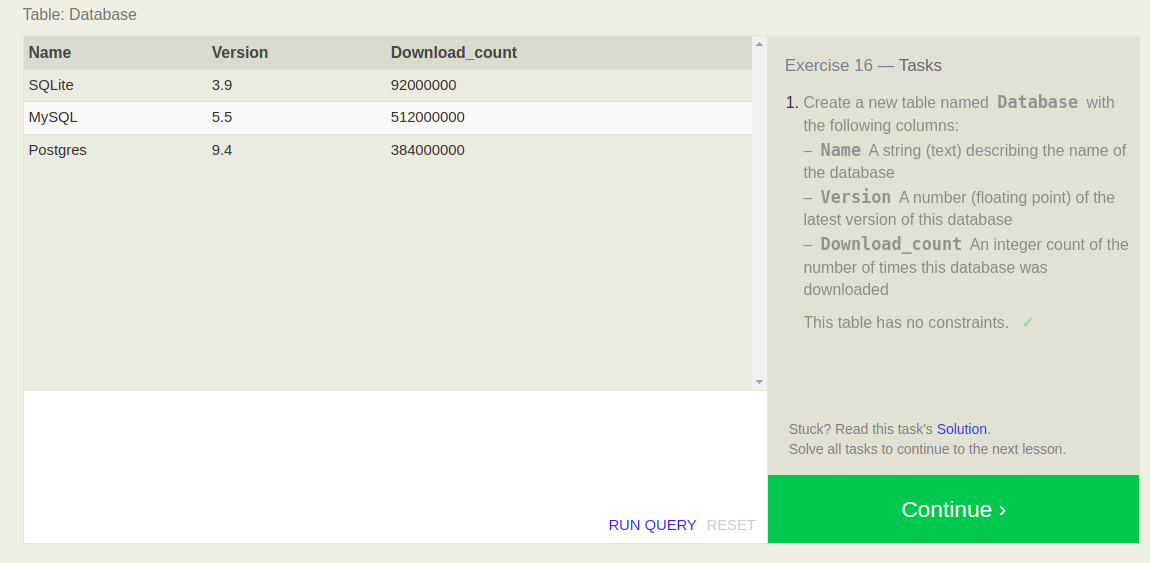 Table: Database
Name Version Download_count
SQLite 3.9 92000000
MySQL 5.5 512000000
Postgres 9.4 384000000
RUN QUERY RESET
Exercise 16 — Tasks
1. Create a new table named Database with
the following columns:
– Name A string (text) describing the name of
the database
– Version A number (floating point) of the
latest version of this database
– Download_count An integer count of the
number of times this database was
downloaded
This table has no constraints. ✓
Stuck? Read this task's Solution.
Solve all tasks to continue to the next lesson.
Continue ›